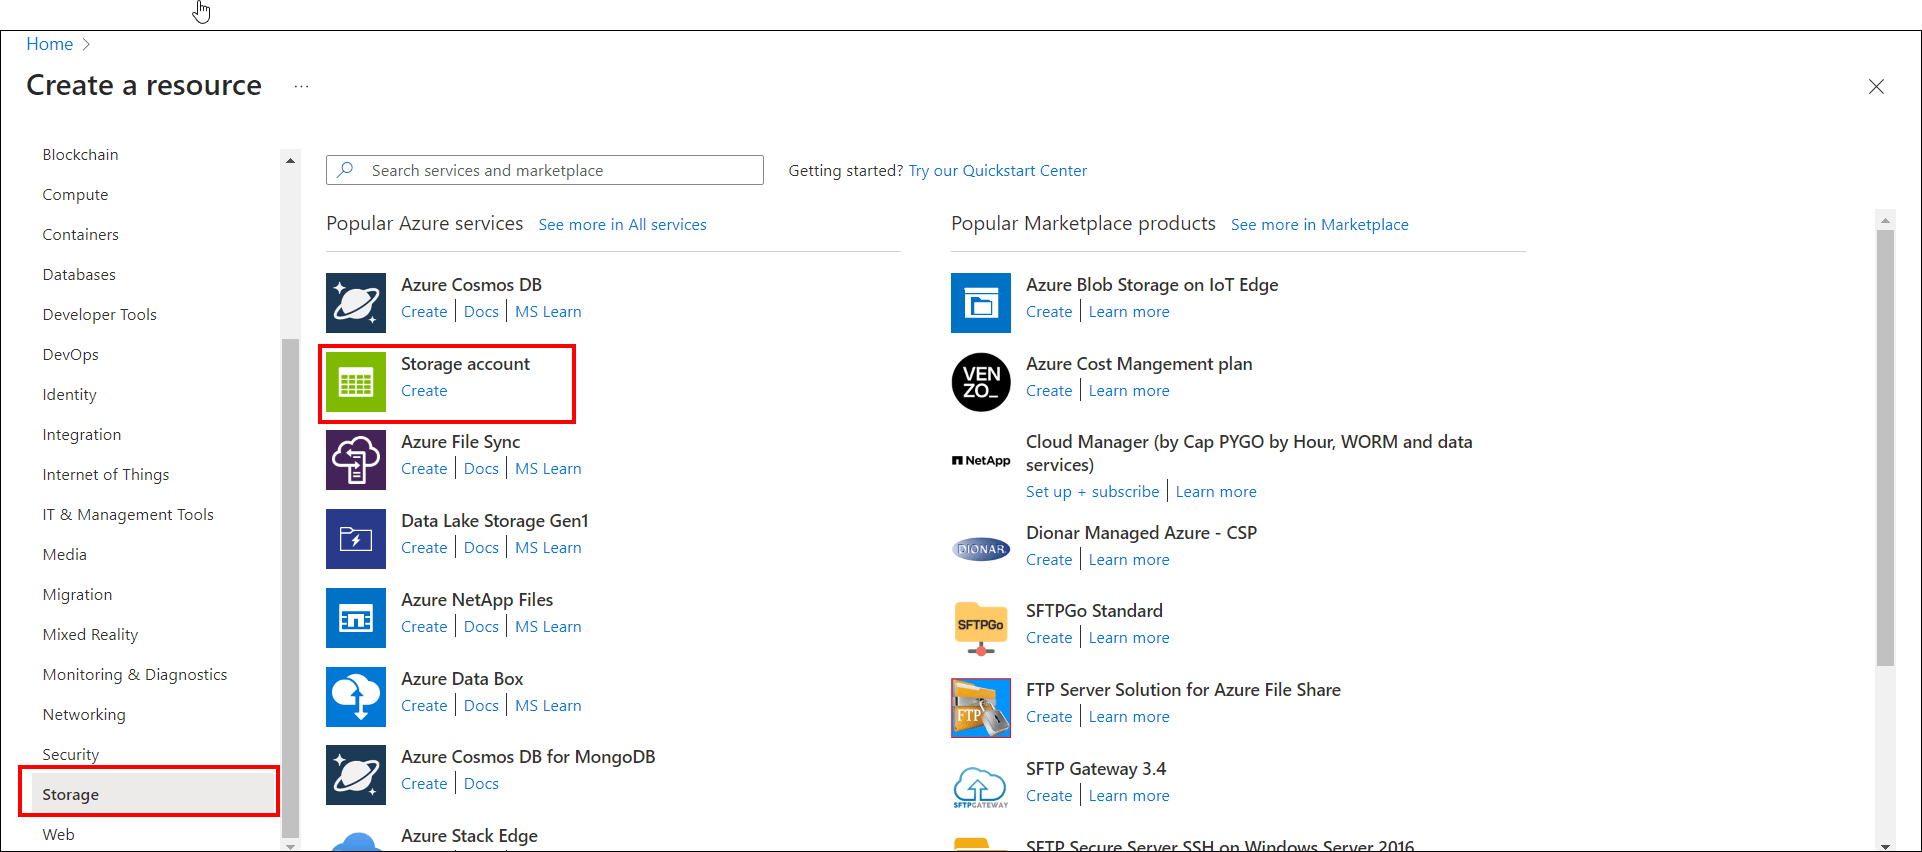 Home
Create a resource
...
Blockchain
Compute
Containers
Databases
Developer Tools
DevOps
Identity
Integration
Internet of Things
IT & Management Tools
Media
Migration
Mixed Reality
Monitoring & Diagnostics
Networking
Security
Storage
Web
Search services and marketplace
Getting started? Try our Quickstart Center
Popular Azure services See more in All services
Azure Cosmos DB
Create | Docs | MS Learn
Storage account
Create
Azure File Sync
Create | Docs | MS Learn
Data Lake Storage Gen1
Create | Docs | MS Learn
Azure NetApp Files
Create | Docs | MS Learn
Azure Data Box
Create | Docs | MS Learn
Azure Cosmos DB for MongoDB
Create | Docs
Azure Stack Edge
Popular Marketplace products See more in Marketplace
Azure Blob Storage on IoT Edge
Create | Learn more
VEN
ZO_
Azure Cost Mangement plan
Create | Learn more
NetApp
Cloud Manager (by Cap PYGO by Hour, WORM and data
services)
Set up + subscribe | Learn more
DIONAR
Dionar Managed Azure - CSP
Create | Learn more
SFTPGo
SFTPGo Standard
Create | Learn more
FTP
FTP Server Solution for Azure File Share
Create | Learn more
SFTPGATEWAY
SFTP Gateway 3.4
Create | Learn more
SFTP Secure Server SSH on Windows Server 2016